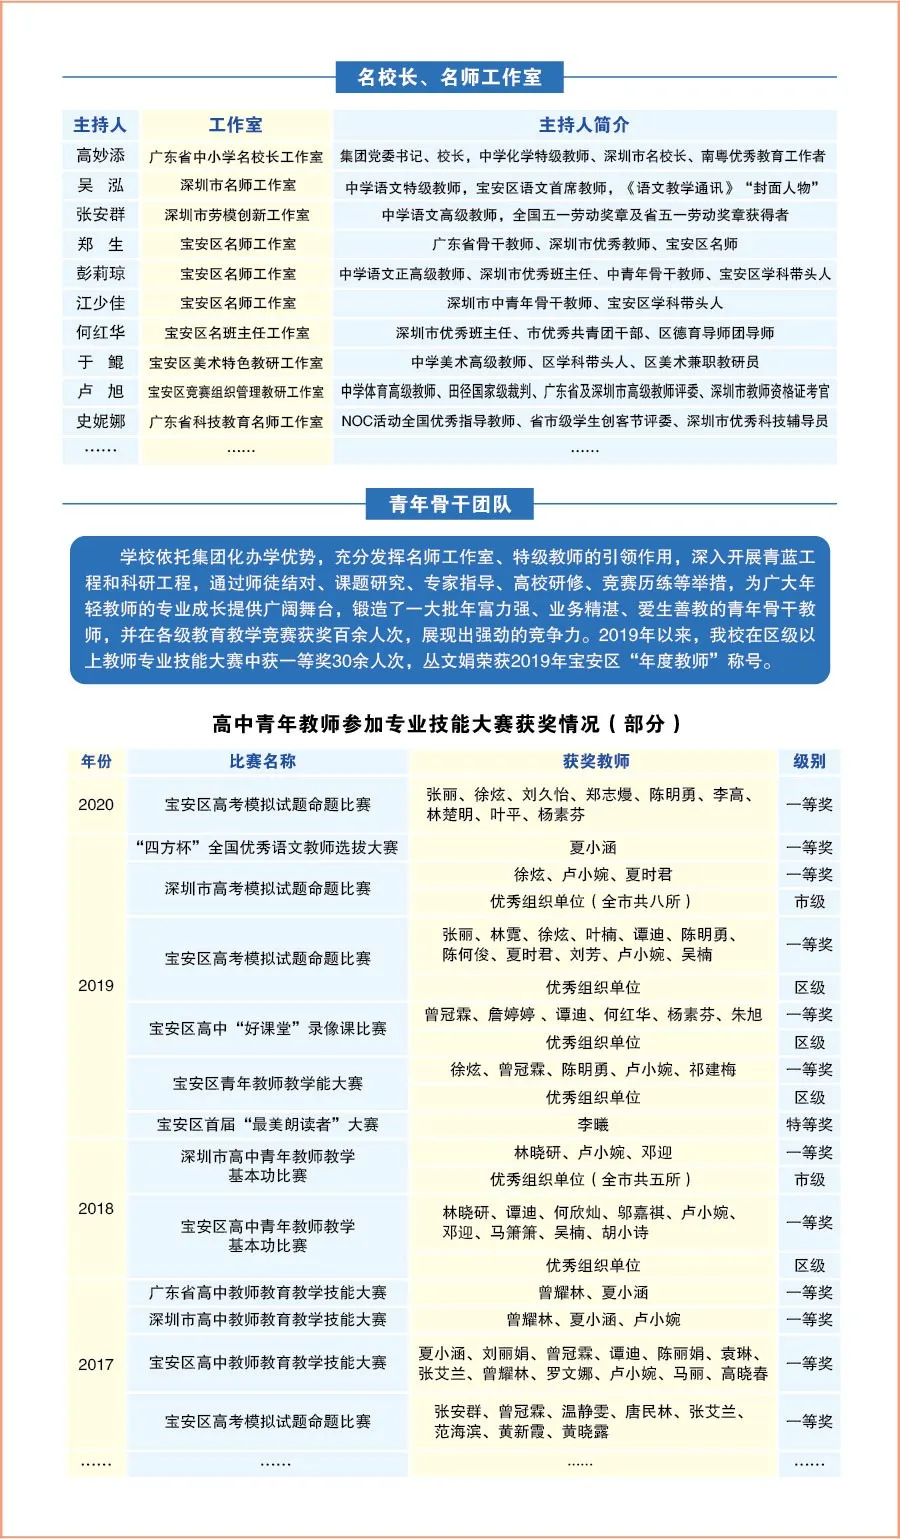 名校长、名师工作室
主持人 工作室 主持人简介
高妙添 广东省中小学名校长工作室 集团党委书记、校长，中学化学特级教师、深圳市名校长、南粤优秀教育工作者
吴 泓 深圳市名师工作室 中学语文特级教师，宝安区语文首席教师，《语文教学通讯》“封面人物”
张安群 深圳市劳模创新工作室 中学语文高级教师，全国五一劳动奖章及省五一劳动奖章获得者
郑 生 宝安区名师工作室 广东省骨干教师、深圳市优秀教师、宝安区名师
彭莉琼 宝安区名师工作室 中学语文正高级教师、深圳市优秀班主任、中青年骨干教师、宝安区学科带头人
江少佳 宝安区名师工作室 深圳市中青年骨干教师、宝安区学科带头人
何红华 宝安区名班主任工作室 深圳市优秀班主任、市优秀共青团干部、区德育导师团导师
于 鲲 宝安区美术特色教研工作室 中学美术高级教师、区学科带头人、区美术兼职教研员
卢 旭 宝安区竞赛组织管理教研工作室 中学体育高级教师、田径国家级裁判、广东省及深圳市高级教师评委、深圳市教师资格证考官
史妮娜 广东省科技教育名师工作室 NOC活动全国优秀指导教师、省市级学生创客节评委、深圳市优秀科技辅导员
…… …… ……
青年骨干团队
学校依托集团化办学优势，充分发挥名师工作室、特级教师的引领作用，深入开展青蓝工
程和科研工程，通过师徒结对、课题研究、专家指导、高校研修、竞赛历练等举措，为广大年
轻教师的专业成长提供广阔舞台，锻造了一大批年富力强、业务精湛、爱生善教的青年骨干教
师，并在各级教育教学竞赛获奖百余人次，展现出强劲的竞争力。2019年以来，我校在区级以
上教师专业技能大赛中获一等奖30余人次，丛文娟荣获2019年宝安区“年度教师”称号。
高中青年教师参加专业技能大赛获奖情况（部分）
年份 比赛名称 获奖教师 级别
2020 宝安区高考模拟试题命题比赛 张丽、徐炫、刘久怡、郑志熳、陈明勇、李高、
林楚明、叶平、杨素芬 一等奖
2019 “四方杯”全国优秀语文教师选拔大赛 夏小涵 一等奖
深圳市高考模拟试题命题比赛 徐炫、卢小婉、夏时君 一等奖
优秀组织单位（全市共八所） 市级
宝安区高考模拟试题命题比赛 张丽、林霓、徐炫、叶楠、谭迪、陈明勇、
陈何俊、夏时君、刘芳、卢小婉、吴楠 一等奖
优秀组织单位 区级
宝安区高中“好课堂”录像课比赛 曾冠霖、詹婷婷 、谭迪、何红华、杨素芬、朱旭 一等奖
优秀组织单位 区级
宝安区青年教师教学能大赛 徐炫、曾冠霖、陈明勇、卢小婉、祁建梅 一等奖
优秀组织单位 区级
宝安区首届“最美朗读者”大赛 李曦 特等奖
2018 深圳市高中青年教师教学
基本功比赛 林晓研、卢小婉、邓迎 一等奖
优秀组织单位（全市共五所） 市级
宝安区高中青年教师教学
基本功比赛 林晓研、谭迪、何欣灿、邬嘉祺、卢小婉、
邓迎、马箫箫、吴楠、胡小诗 一等奖
优秀组织单位 区级
2017 广东省高中教师教育教学技能大赛 曾耀林、夏小涵 一等奖
深圳市高中教师教育教学技能大赛 曾耀林、夏小涵、卢小婉 一等奖
宝安区高中教师教育教学技能大赛 夏小涵、刘丽娟、曾冠霖、谭迪、陈丽娟、袁琳、
张艾兰、曾耀林、罗文娜、卢小婉、马丽、高晓春 一等奖
宝安区高考模拟试题命题比赛 张安群、曾冠霖、温静雯、唐民林、张艾兰、
范海滨、黄新霞、黄晓露 一等奖
…… …… …… ……